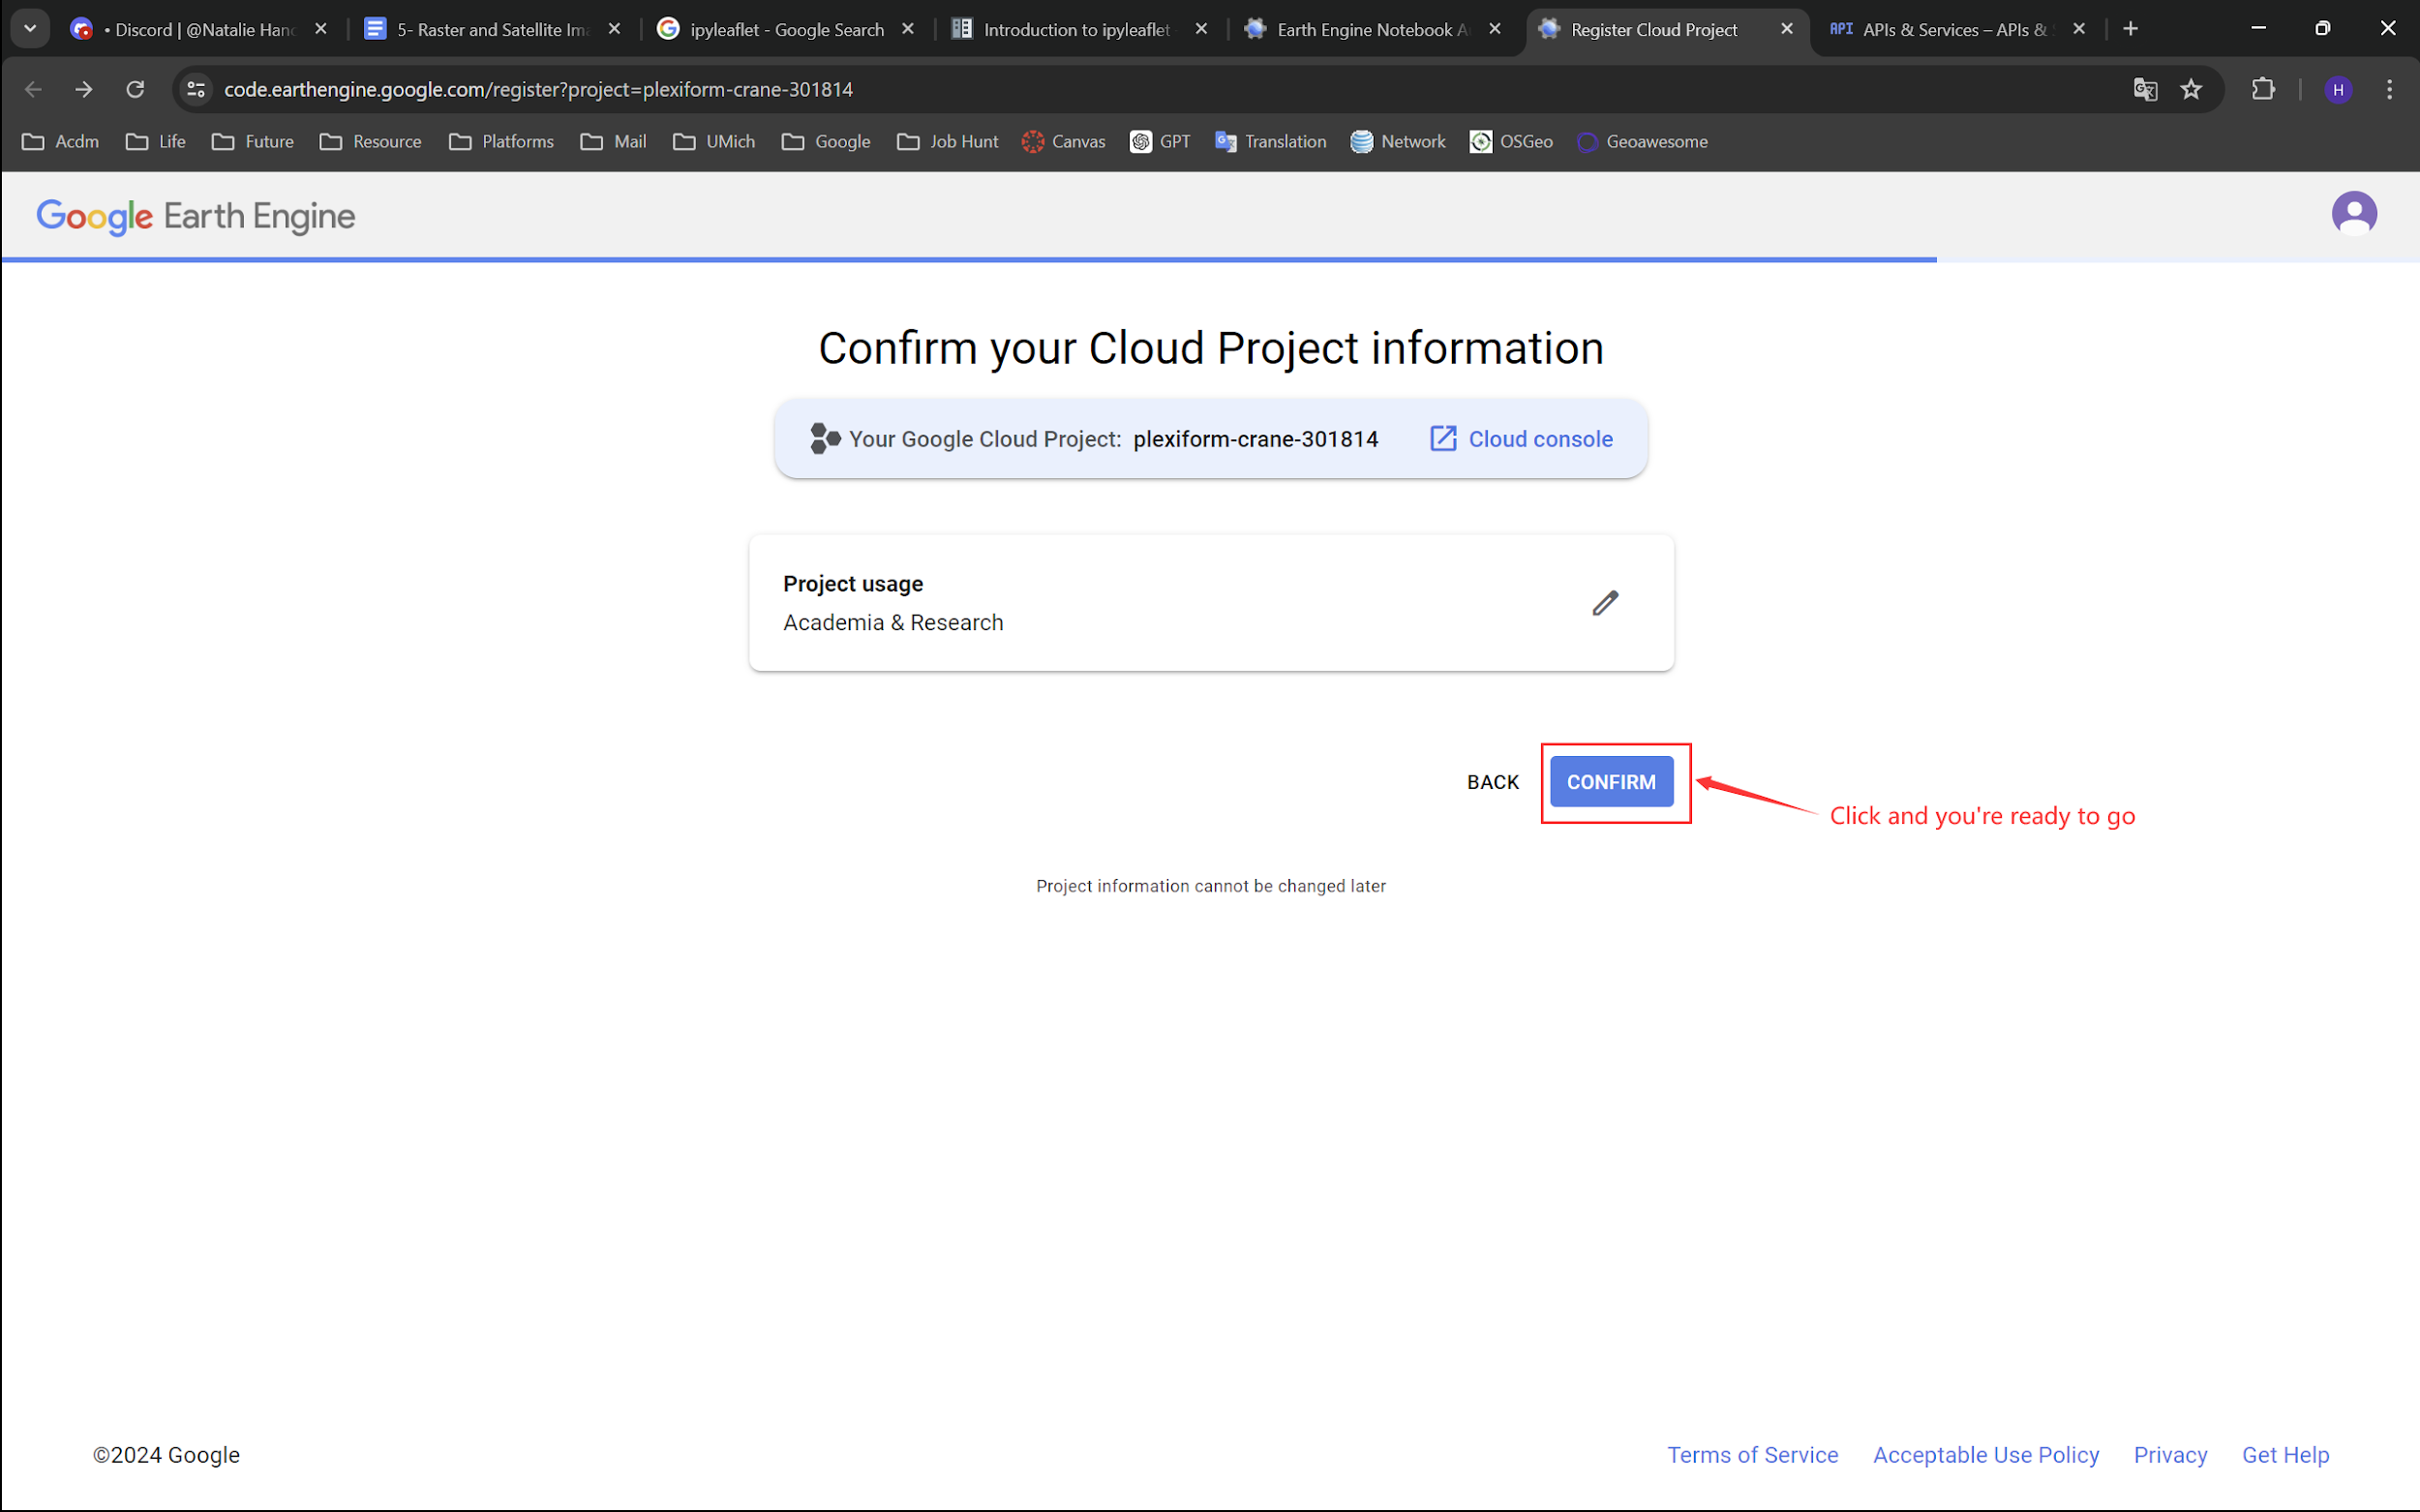 • Discord | @Natalie Hanc
5- Raster and Satellite Ima
ipyleaflet - Google Search
Introduction to ipyleaflet
Earth Engine Notebook A
Register Cloud Project
API APIs & Services – APIs &
code.earthengine.google.com/register?project=plexiform-crane-301814
H
Acdm
Life
Future
Resource
Platforms
Mail
UMich
Google
Job Hunt
Canvas
GPT
Translation
Network
OSGeo
Geoawesome
Google Earth Engine
Confirm your Cloud Project information
Your Google Cloud Project: plexiform-crane-301814
Cloud console
Project usage
Academia & Research
BACK
CONFIRM
Click and you're ready to go
Project information cannot be changed later
©2024 Google
Terms of Service
Acceptable Use Policy
Privacy
Get Help